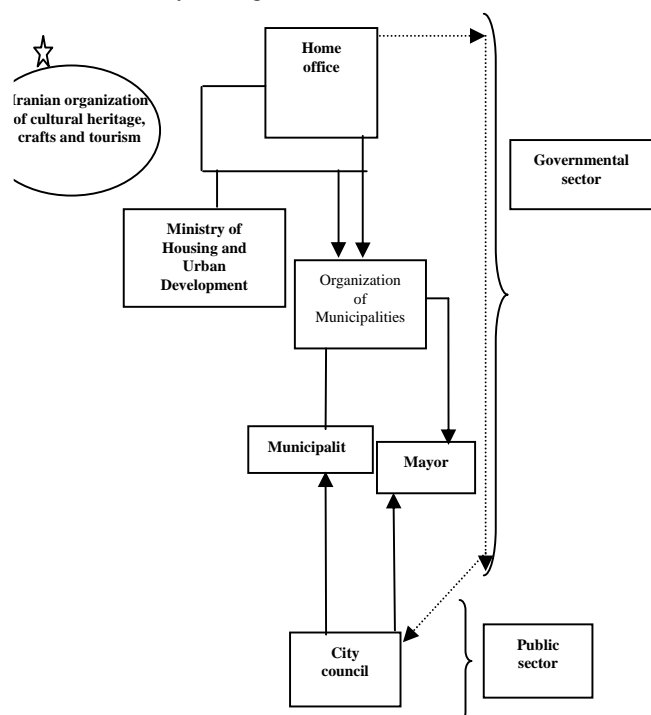 Home
office
Iranian organization
of cultural heritage,
crafts and tourism
Governmental
sector
Ministry of
Housing and
Urban
Development
Organization
of
Municipalities
Municipalit
Mayor
City
council
Public
sector